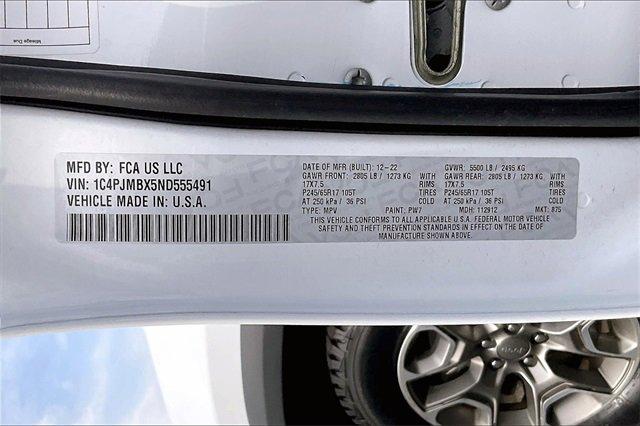 Mileage Due
MFD BY: FCA US LLC
VIN: 1C4PJMBX5ND555491
VEHICLE MADE IN: U.S.A.
DATE OF MFR (BUILT): 12-22 GVWR: 5500 LB / 2495 KG
GAWR FRONT: 2805 LB / 1273 KG GAWR REAR: 2805 LB / 1273 KG
17X7.5 17X7.5
P245/65R17 105T TIRES P245/65R17 105T TIRES
AT 250 kPa / 36 PSI COLD AT 250 kPa / 36 PSI COLD
TYPE: MPV PAINT: PW7 MDH: 112912 MKT: 875
THIS VEHICLE CONFORMS TO ALL APPLICABLE U.S.A. FEDERAL MOTOR VEHICLE
SAFETY AND THEFT PREVENTION STANDARDS IN EFFECT ON THE DATE OF
MANUFACTURE SHOWN ABOVE.
Jeep